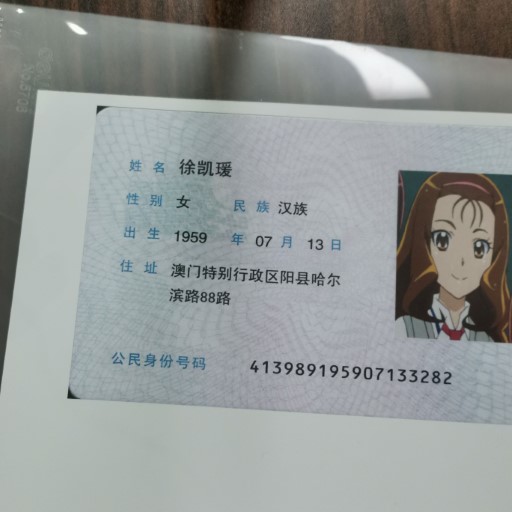 姓名 徐凯瑗
性别 女 民族 汉族
出生 1959 年 07 月 13 日
住址 澳门特别行政区阳县哈尔
滨路88路
公民身份号码 413989195907133282